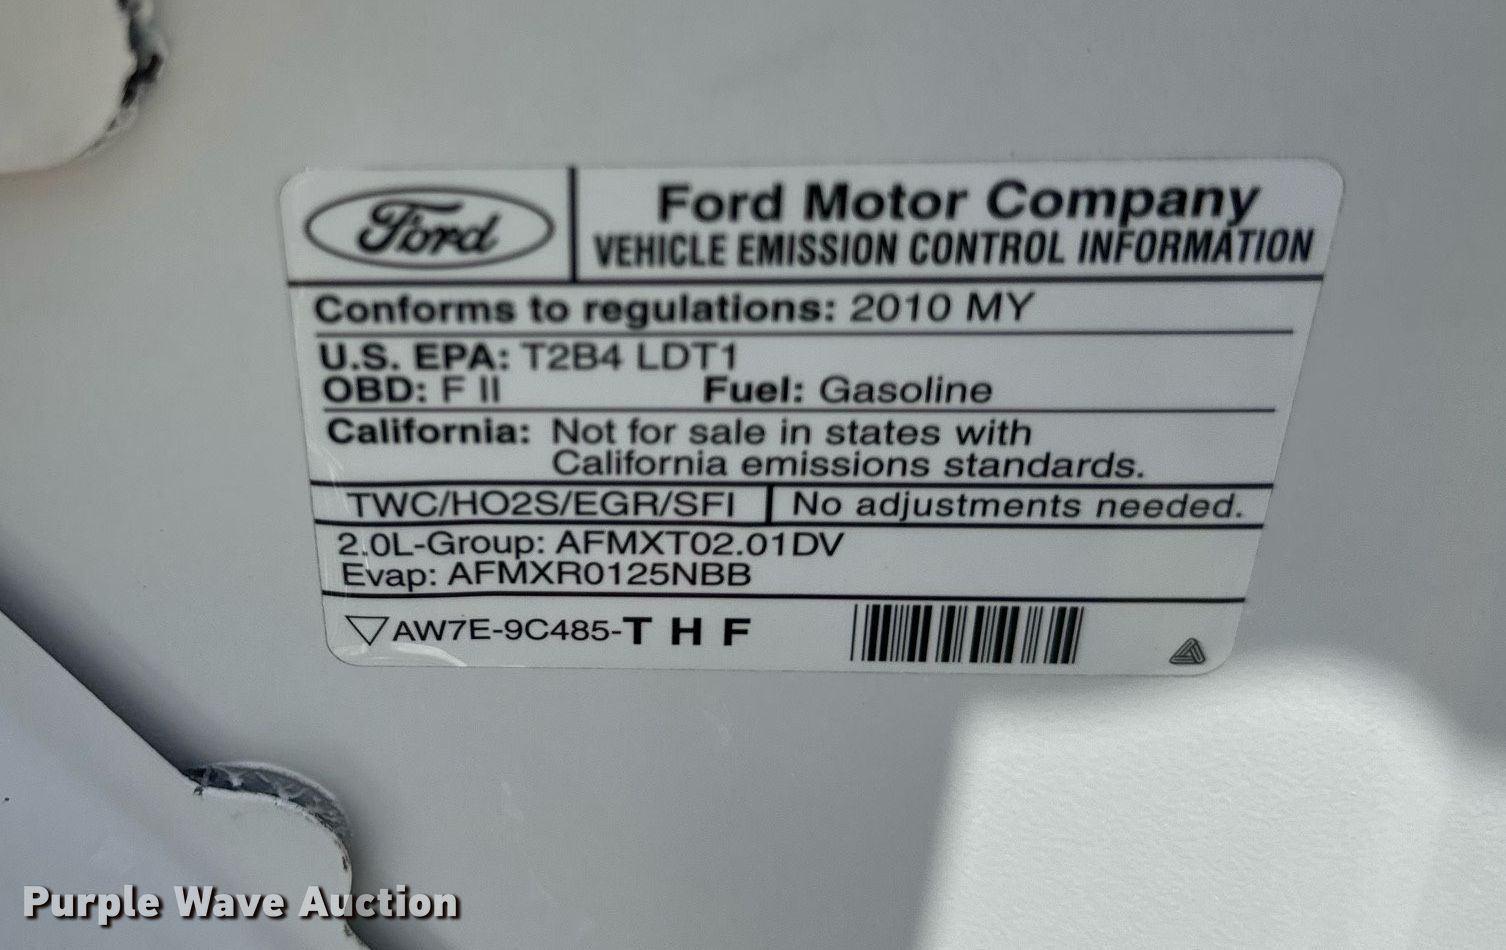 Ford
Ford Motor Company
VEHICLE EMISSION CONTROL INFORMATION
Conforms to regulations: 2010 MY
U.S. EPA: T2B4 LDT1
OBD: F II Fuel: Gasoline
California: Not for sale in states with
California emissions standards.
TWC/HO2S/EGR/SFI No adjustments needed.
2.0L-Group: AFMXT02.01DV
Evap: AFMXR0125NBB
AW7E-9C485-T H F
Purple Wave Auction